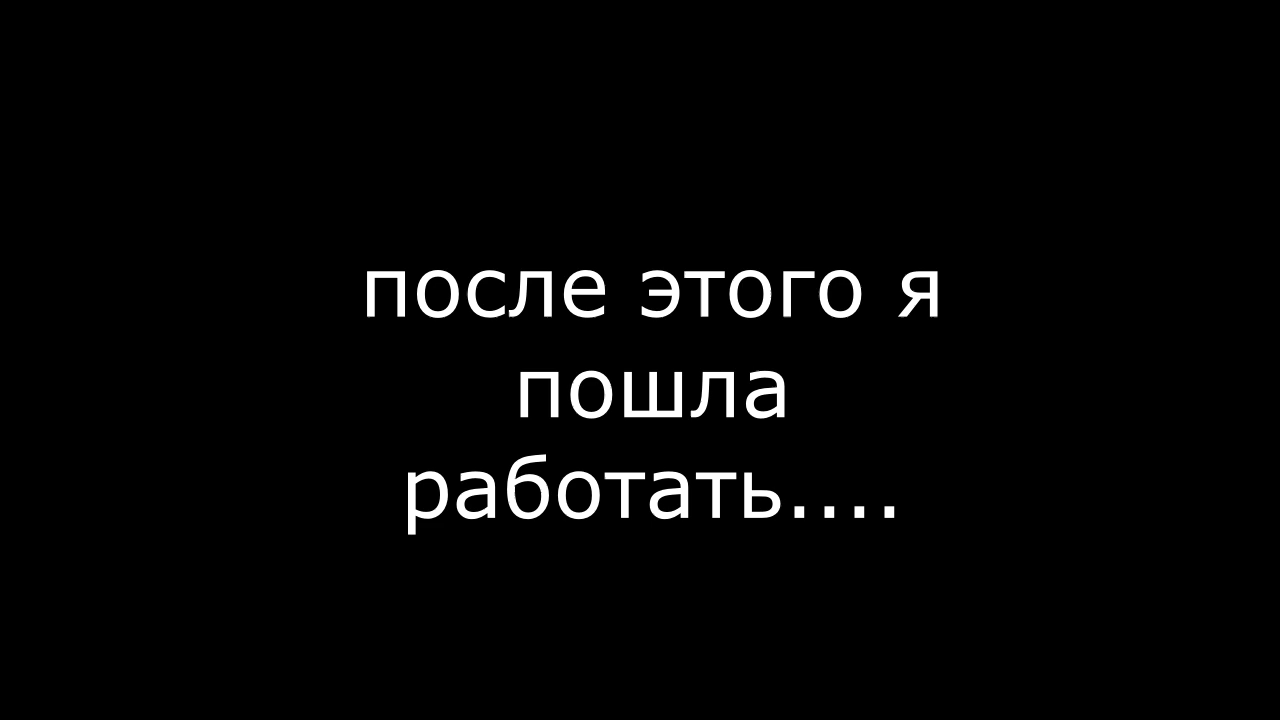 после этого я
пошла
работать....